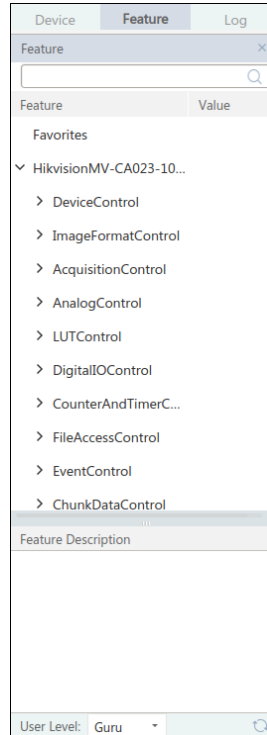 Device Feature Log
Feature ×
Feature Value
Favorites
HikvisionMV-CA023-10...
DeviceControl
ImageFormatControl
AcquisitionControl
AnalogControl
LUTControl
DigitalIOControl
CounterAndTimerC...
FileAccessControl
EventControl
ChunkDataControl
Feature Description
User Level: Guru